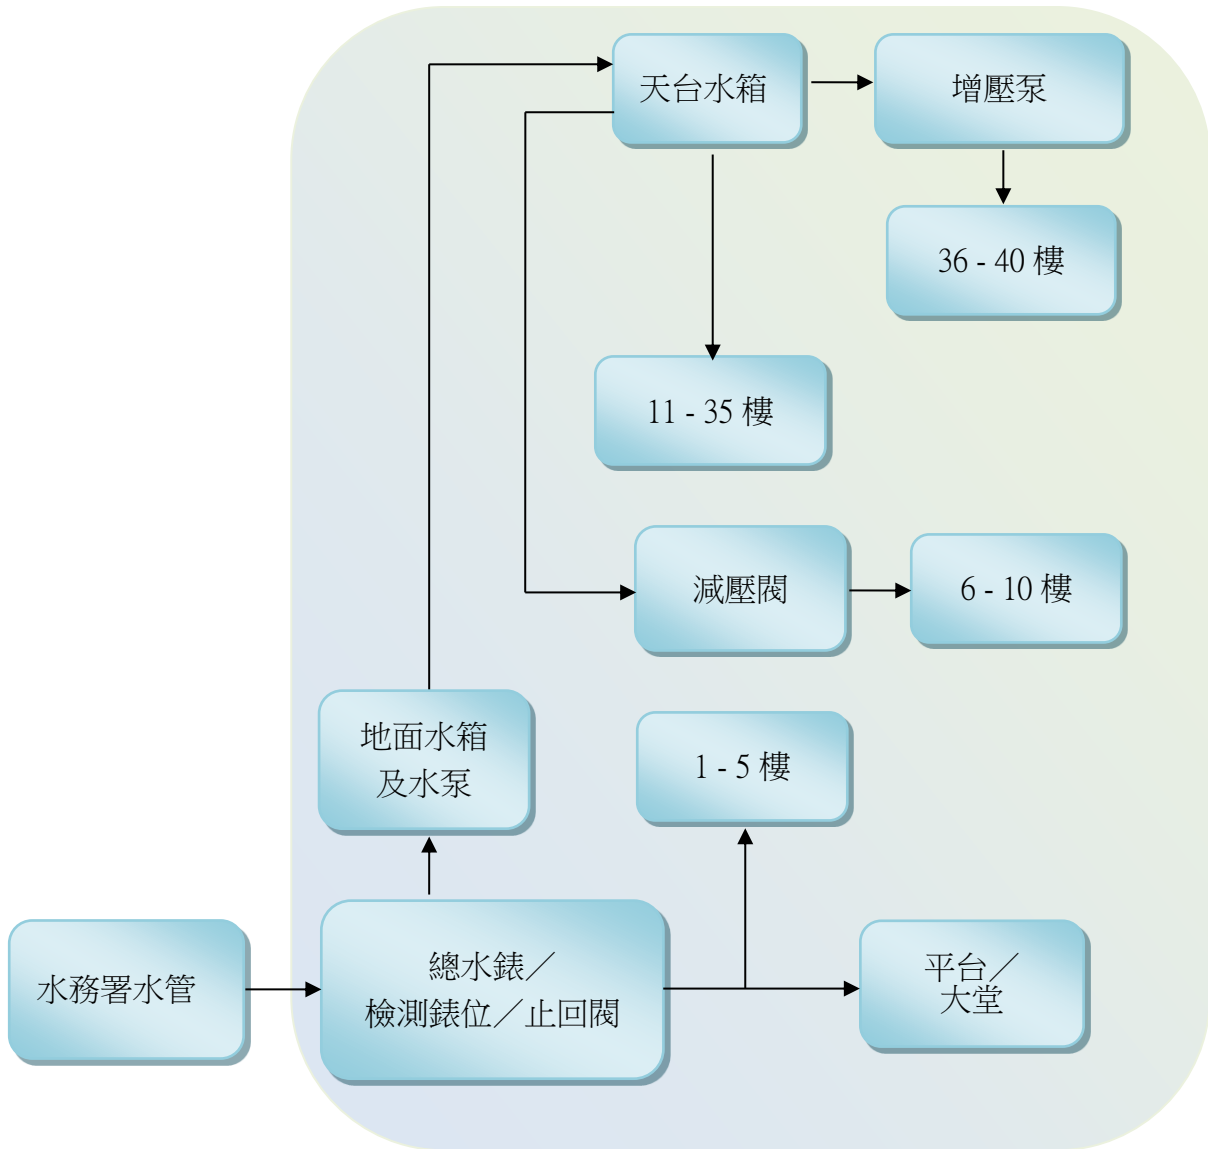 天台水箱
增壓泵
36 - 40 樓
11 - 35 樓
減壓閥
6 - 10 樓
地面水箱
及水泵
1 - 5 樓
水務署水管
總水錶／
檢測錶位／止回閥
平台／
大堂